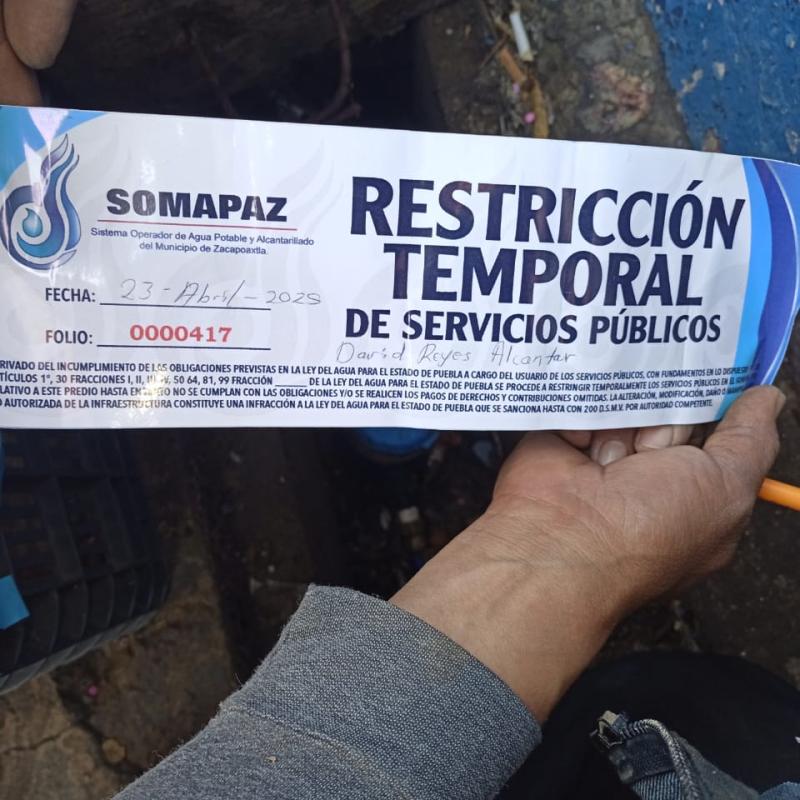 SOMAPAZ
Sistema Operador de Agua Potable y Alcantarillado
del Municipio de Zacapoaxtla.
FECHA: 23-Abril-2025
FOLIO: 0000417
RESTRICCIÓN
TEMPORAL
DE SERVICIOS PÚBLICOS
David Reyes Alcantar
RIVADO DEL INCUMPLIMIENTO DE LAS OBLIGACIONES PREVISTAS EN LA LEY DEL AGUA PARA EL ESTADO DE PUEBLA A CARGO DEL USUARIO DE LOS SERVICIOS PÚBLICOS, CON FUNDAMENTOS EN LO DISPUES
TÍCULOS 1°, 30 FRACCIONES I, II, III, IV, 50 64, 81, 99 FRACCIÓN ______ DE LA LEY DEL AGUA PARA EL ESTADO DE PUEBLA SE PROCEDE A RESTRINGIR TEMPORALMENTE LOS SERVICIOS PÚBLICOS EN
LATIVO A ESTE PREDIO HASTA EN NO SE CUMPLAN CON LAS OBLIGACIONES Y/O SE REALICEN LOS PAGOS DE DERECHOS Y CONTRIBUCIONES OMITIDAS. LA ALTERACIÓN, MODIFICACIÓN, DAÑO O
O AUTORIZADA DE LA INFRAESTRUCTURA CONSTITUYE UNA INFRACCIÓN A LA LEY DEL AGUA PARA EL ESTADO DE PUEBLA QUE SE SANCIONA HASTA CON 200 D.S.M.V. POR AUTORIDAD COMPETENTE.